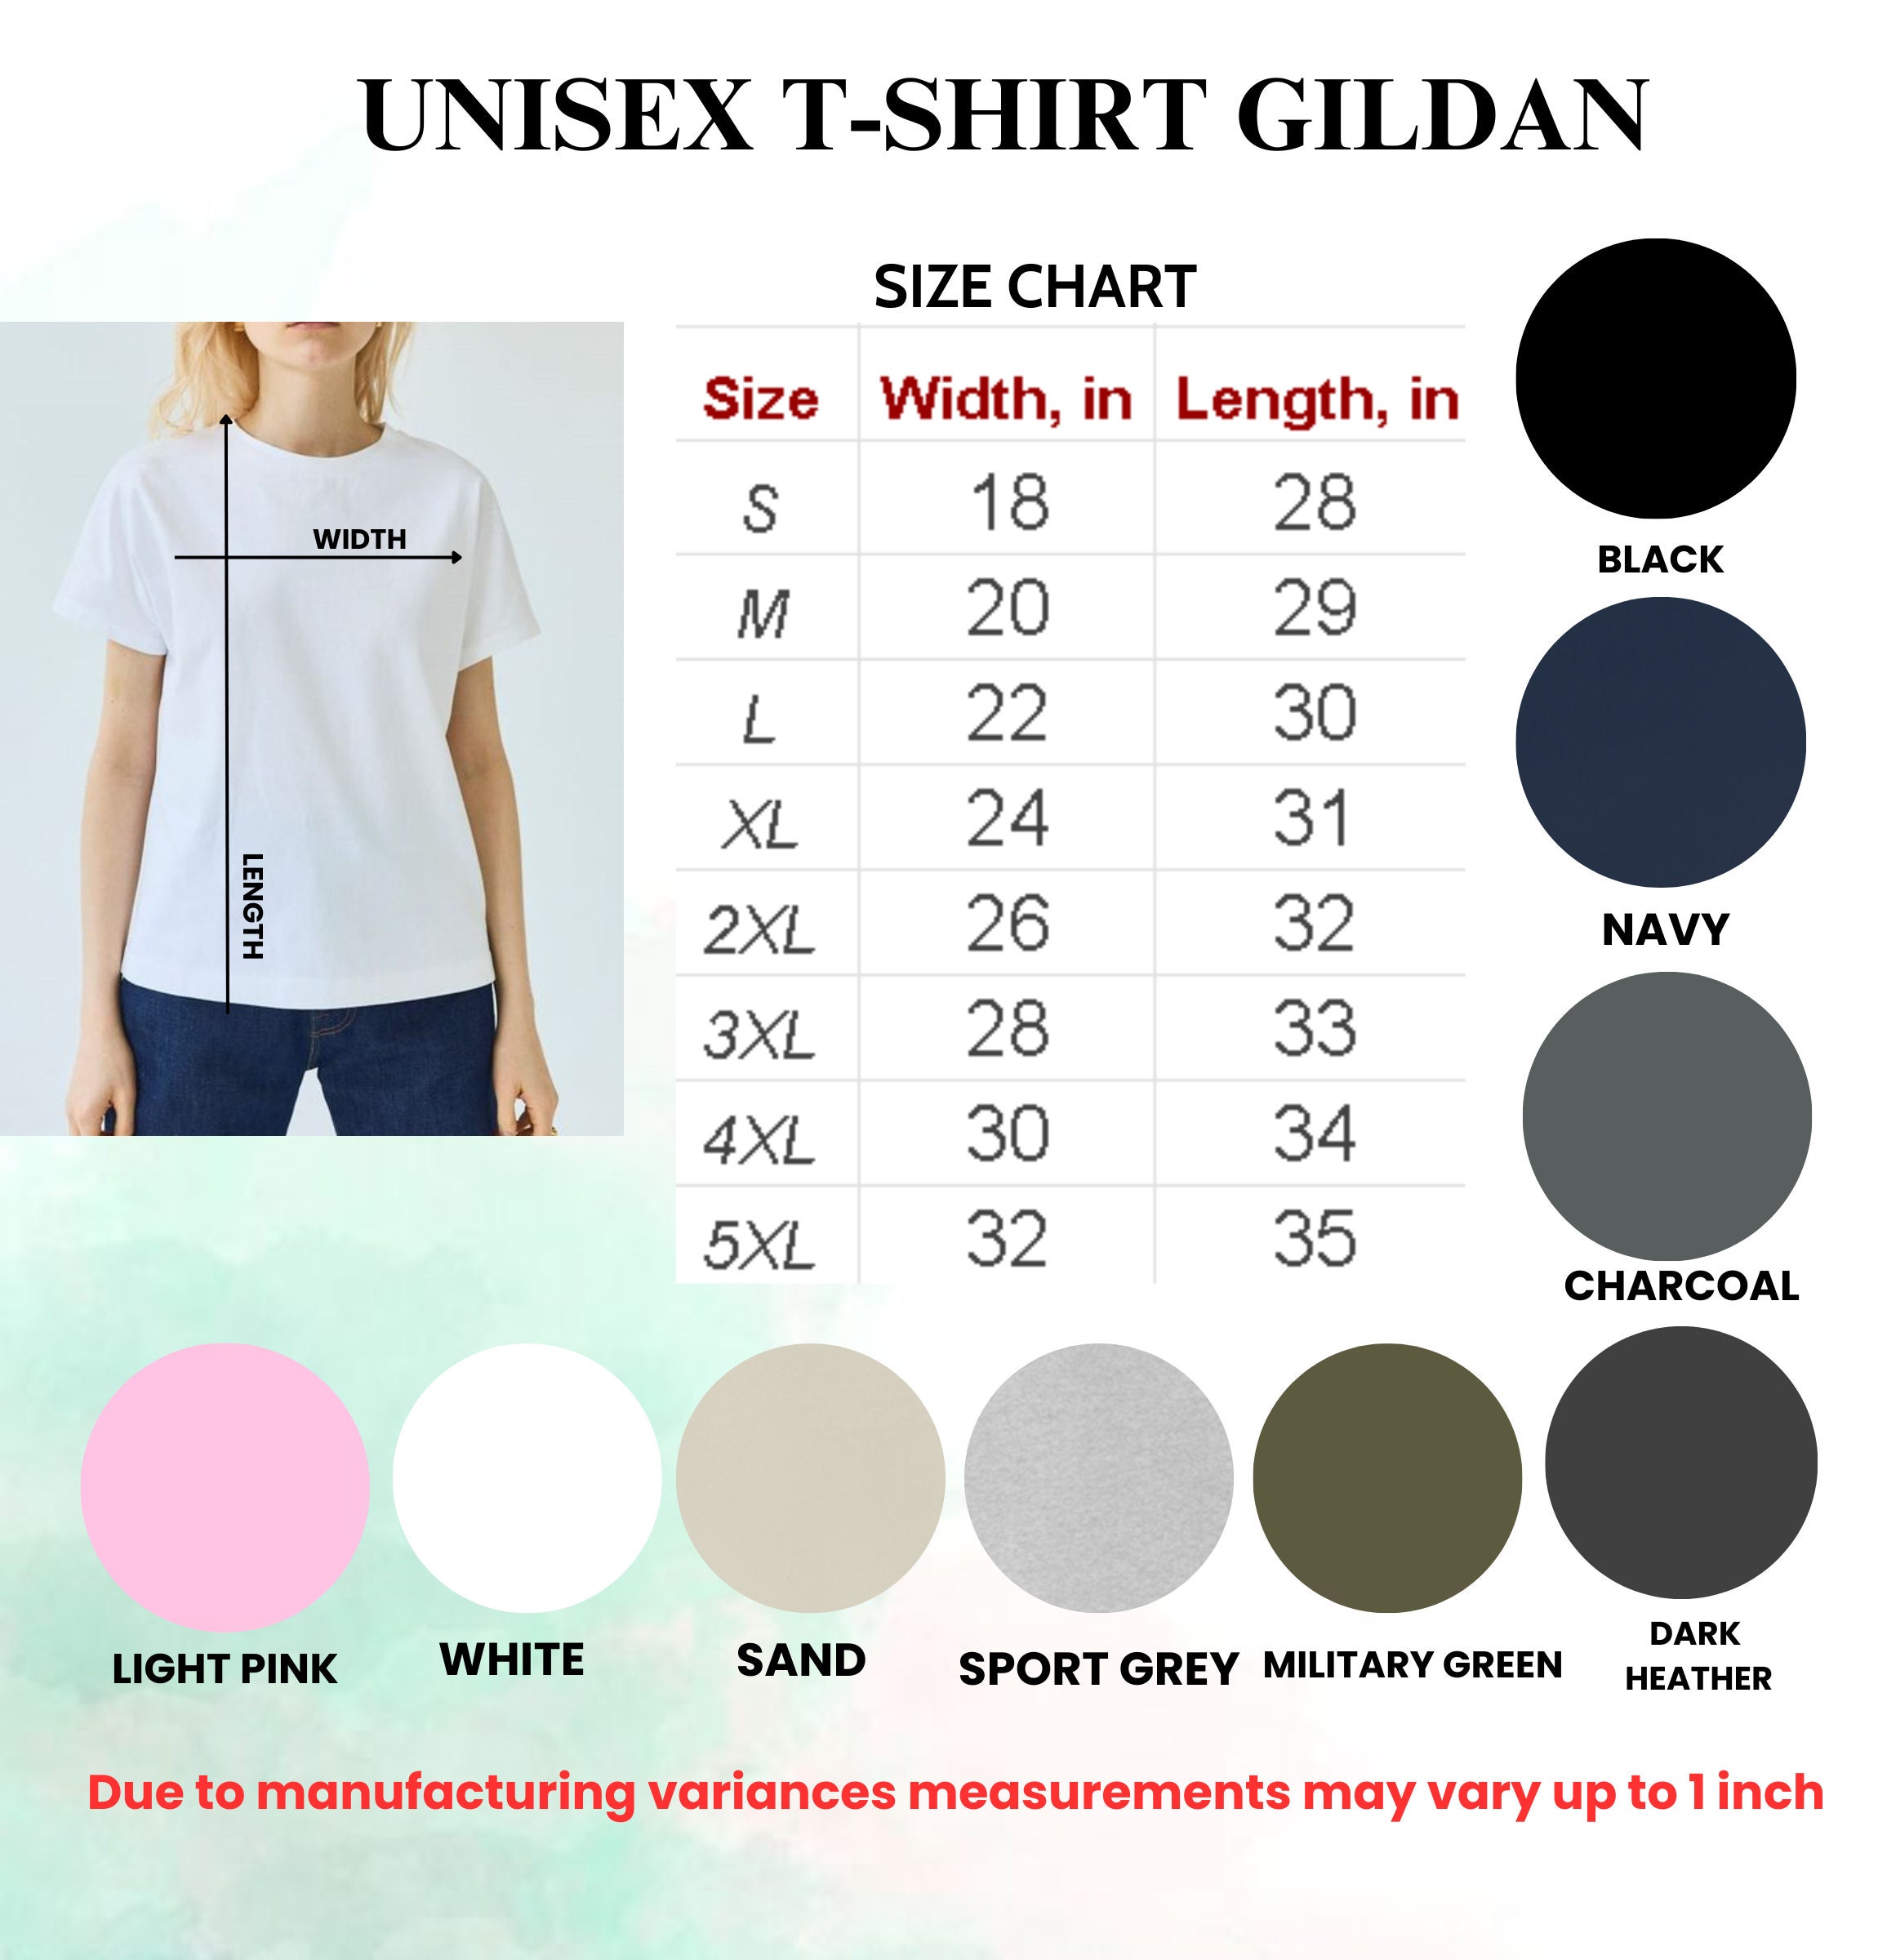 UNISEX T-SHIRT GILDAN
SIZE CHART
Size Width, in Length, in
S 18 28
M 20 29
L 22 30
XL 24 31
2XL 26 32
3XL 28 33
4XL 30 34
5XL 32 35
WIDTH
LENGTH
BLACK
NAVY
CHARCOAL
LIGHT PINK
WHITE
SAND
SPORT GREY
MILITARY GREEN
DARK
HEATHER
Due to manufacturing variances measurements may vary up to 1 inch